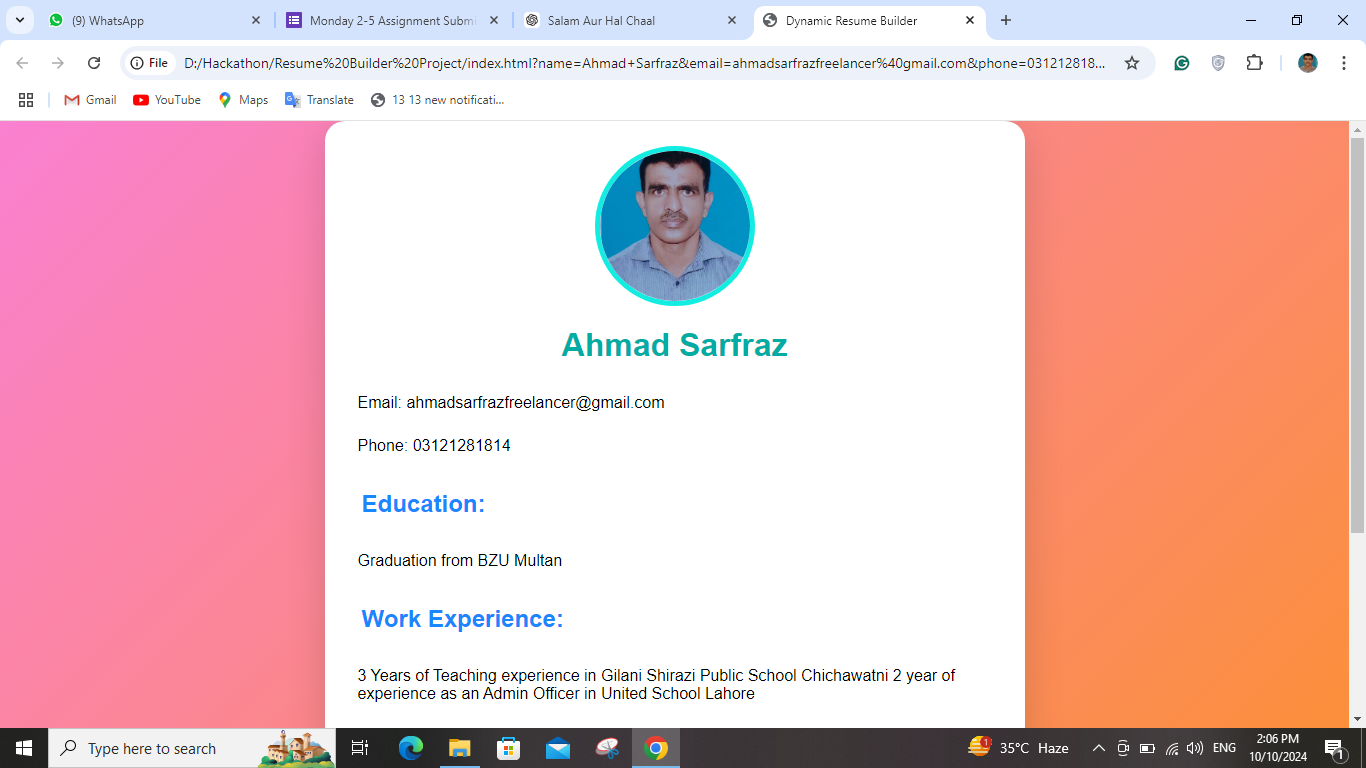 (9) WhatsApp
Monday 2-5 Assignment Submi
Salam Aur Hal Chaal
Dynamic Resume Builder
File
D:/Hackathon/Resume%20Builder%20Project/index.html?name=Ahmad+Sarfraz&email=ahmadsarfrazfreelancer%40gmail.com&phone=031212818...
Gmail
YouTube
Maps
Translate
13 13 new notificati...
Ahmad Sarfraz
Email: ahmadsarfrazfreelancer@gmail.com
Phone: 03121281814
Education:
Graduation from BZU Multan
Work Experience:
3 Years of Teaching experience in Gilani Shirazi Public School Chichawatni 2 year of
experience as an Admin Officer in United School Lahore
Type here to search
1
35°C Haze
ENG
2:06 PM
10/10/2024
1